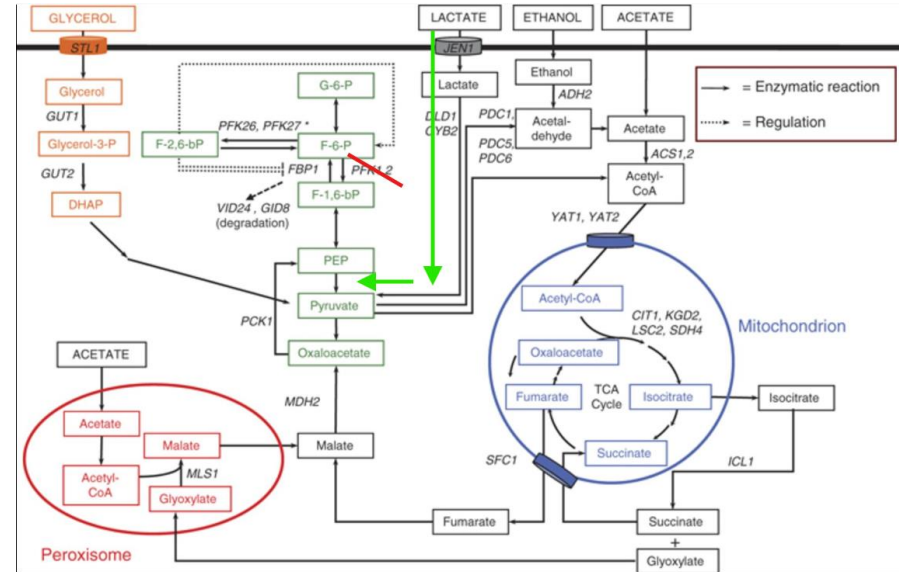 GLYCEROL
LACTATE
ETHANOL
ACETATE
STL1
JEN1
Glycerol
GUT1
Glycerol-3-P
GUT2
DHAP
G-6-P
PFK26, PFK27 *
F-2,6-bP
F-6-P
FBP1
PFK1,2
F-1,6-bP
VID24 , GID8
(degradation)
PEP
Pyruvate
PCK1
Oxaloacetate
MDH2
Lactate
DLD1
CYB2
PDC1,
PDC5,
PDC6
Ethanol
ADH2
Acetal-
dehyde
Acetate
ACS1,2
Acetyl-
CoA
YAT1, YAT2
= Enzymatic reaction
= Regulation
Acetyl-CoA
CIT1, KGD2,
LSC2, SDH4
Mitochondrion
Oxaloacetate
Fumarate
TCA
Cycle
Isocitrate
Isocitrate
Succinate
SFC1
ICL1
Fumarate
Succinate
+
Glyoxylate
ACETATE
Acetate
Malate
Malate
Acetyl-
CoA
MLS1
Glyoxylate
Peroxisome